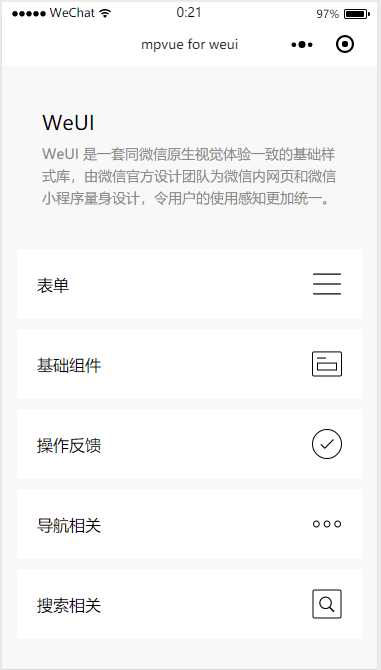 WeChat 0:21 97%
mpvue for weui
WeUI
WeUI 是一套同微信原生视觉体验一致的基础样
式库，由微信官方设计团队为微信内网页和微信
小程序量身设计，令用户的使用感知更加统一。
表单
基础组件
操作反馈
导航相关
搜索相关